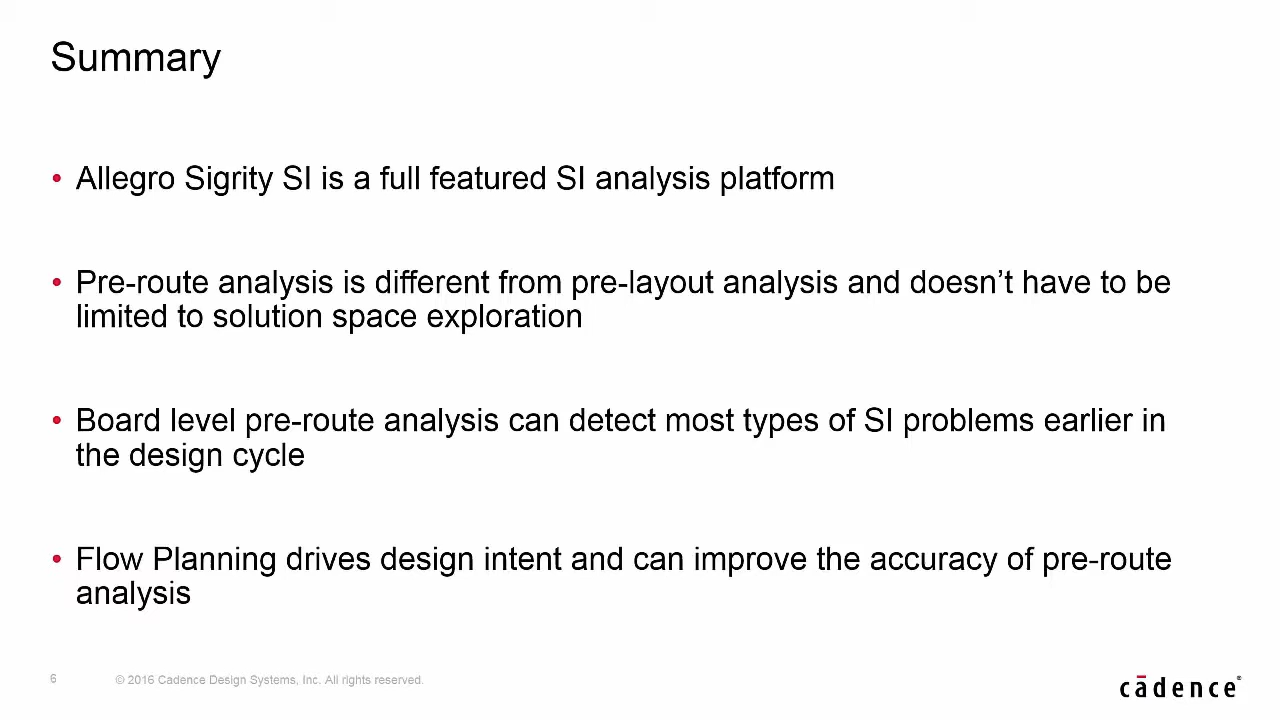 Summary
• Allegro Sigrity SI is a full featured SI analysis platform
• Pre-route analysis is different from pre-layout analysis and doesn’t have to be
limited to solution space exploration
• Board level pre-route analysis can detect most types of SI problems earlier in
the design cycle
• Flow Planning drives design intent and can improve the accuracy of pre-route
analysis
6 © 2016 Cadence Design Systems, Inc. All rights reserved.
cādence®